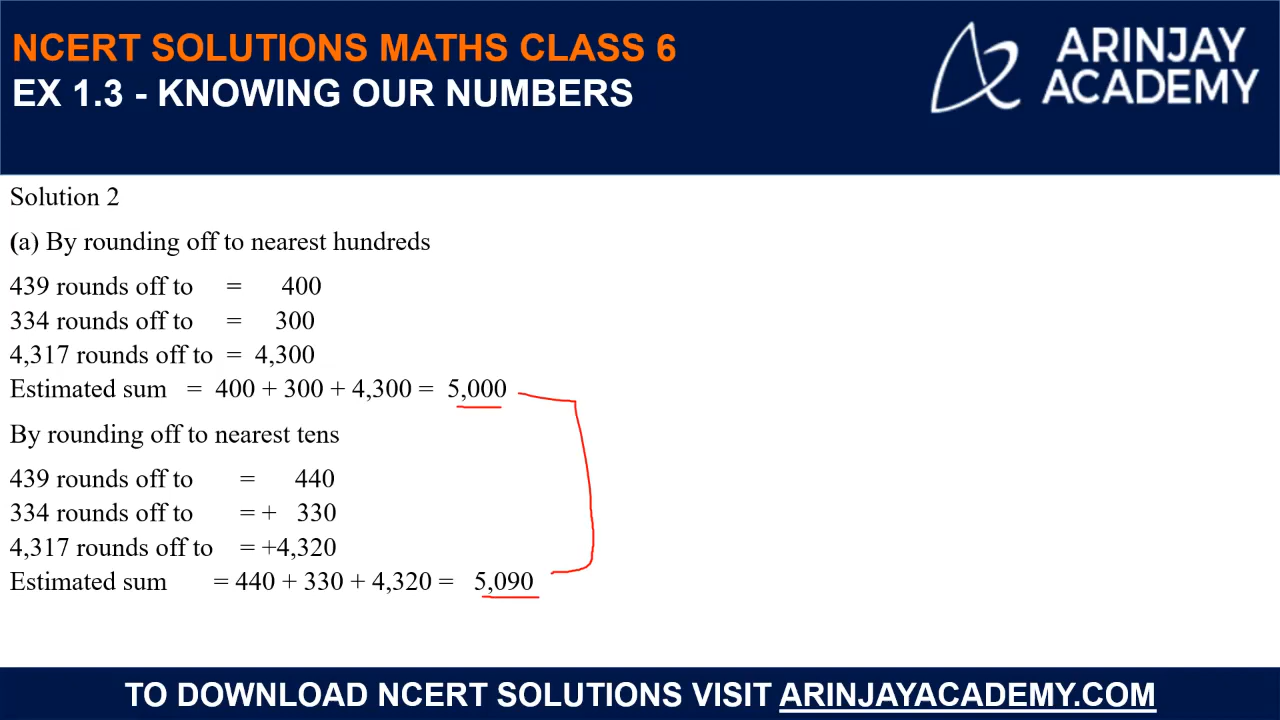 NCERT SOLUTIONS MATHS CLASS 6
EX 1.3 - KNOWING OUR NUMBERS
ARINJAY
ACADEMY
Solution 2
(a) By rounding off to nearest hundreds
439 rounds off to = 400
334 rounds off to = 300
4,317 rounds off to = 4,300
Estimated sum = 400 + 300 + 4,300 = 5,000
By rounding off to nearest tens
439 rounds off to = 440
334 rounds off to = + 330
4,317 rounds off to = +4,320
Estimated sum = 440 + 330 + 4,320 = 5,090
TO DOWNLOAD NCERT SOLUTIONS VISIT ARINJAYACADEMY.COM